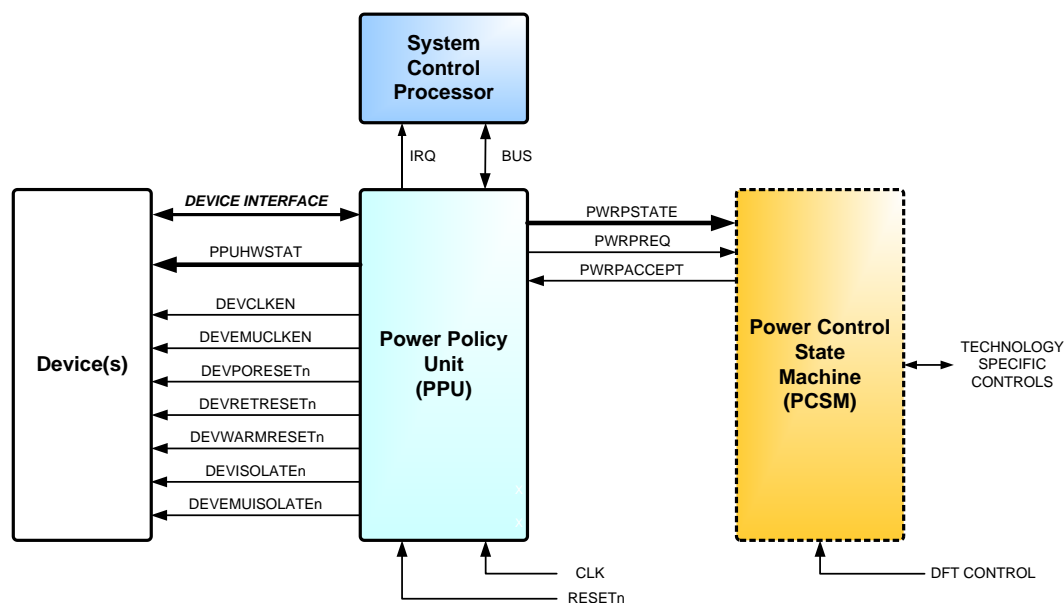 System
Control
Processor
IRQ
BUS
DEVICE INTERFACE
PPUHWSTAT
DEVCLKEN
DEVEMUCLKEN
DEVPORESETn
DEVRETRESETn
DEVWARMRESETn
DEVISOLATEn
DEVEMUISOLATEn
Device(s)
Power Policy
Unit
(PPU)
PWRPSTATE
PWRPREQ
PWRPACCEPT
Power Control
State
Machine
(PCSM)
TECHNOLOGY
SPECIFIC
CONTROLS
CLK
RESETn
DFT CONTROL